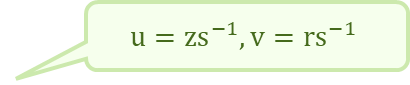 u = zs⁻¹, v = rs⁻¹